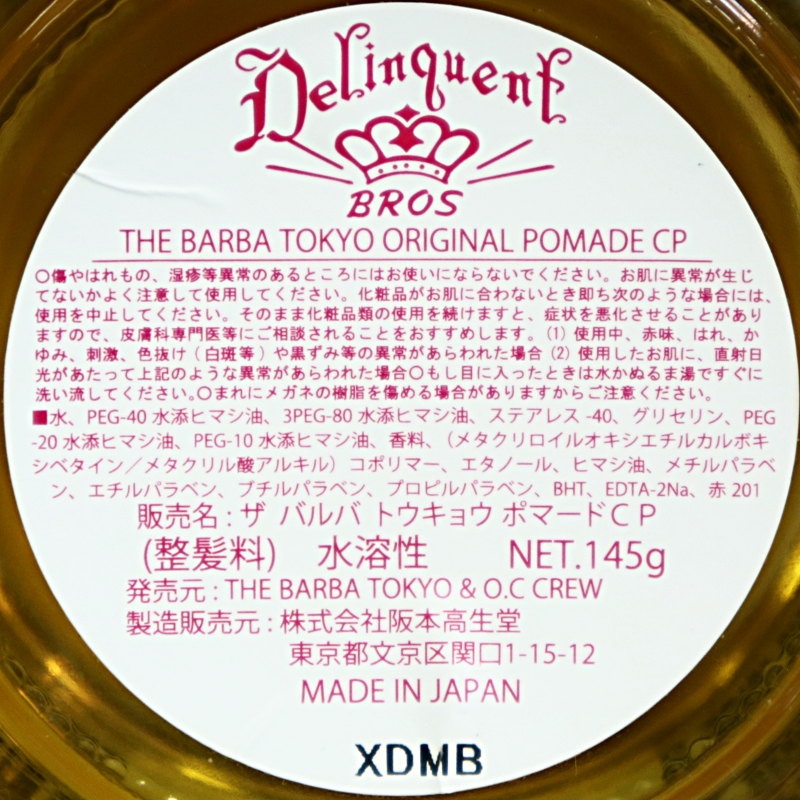 Delinquent
BROS
THE BARBA TOKYO ORIGINAL POMADE CP
○傷やはれもの、湿疹等異常のあるところにはお使いにならないでください。お肌に異常が生じ
てないかよく注意して使用してください。化粧品がお肌に合わないとき即ち次のような場合には、
使用を中止してください。そのまま化粧品類の使用を続けますと、症状を悪化させることがあり
ますので、皮膚科専門医等にご相談されることをおすすめします。(1) 使用中、赤味、はれ、か
ゆみ、刺激、色抜け (白斑等) や黒ずみ等の異常があらわれた場合 (2) 使用したお肌に、直射日
光があたって上記のような異常があらわれた場合○もし目に入ったときは水かぬるま湯ですぐに
洗い流してください。○まれにメガネの樹脂を傷める場合がありますからご注意ください。
■水、PEG-40 水添ヒマシ油、3PEG-80 水添ヒマシ油、ステアレス -40、グリセリン、PEG
-20 水添ヒマシ油、PEG-10 水添ヒマシ油、香料、（メタクリロイルオキシエチルカルボキ
シベタイン／メタクリル酸アルキル）コポリマー、エタノール、ヒマシ油、メチルパラベ
ン、エチルパラベン、ブチルパラベン、プロピルパラベン、BHT、EDTA-2Na、赤 201
販売名 : ザ バルバ トウキョウ ポマードＣＰ
(整髪料) 水溶性 NET.145g
発売元 : THE BARBA TOKYO & O.C CREW
製造販売元 : 株式会社阪本高生堂
東京都文京区関口1-15-12
MADE IN JAPAN
XDMB